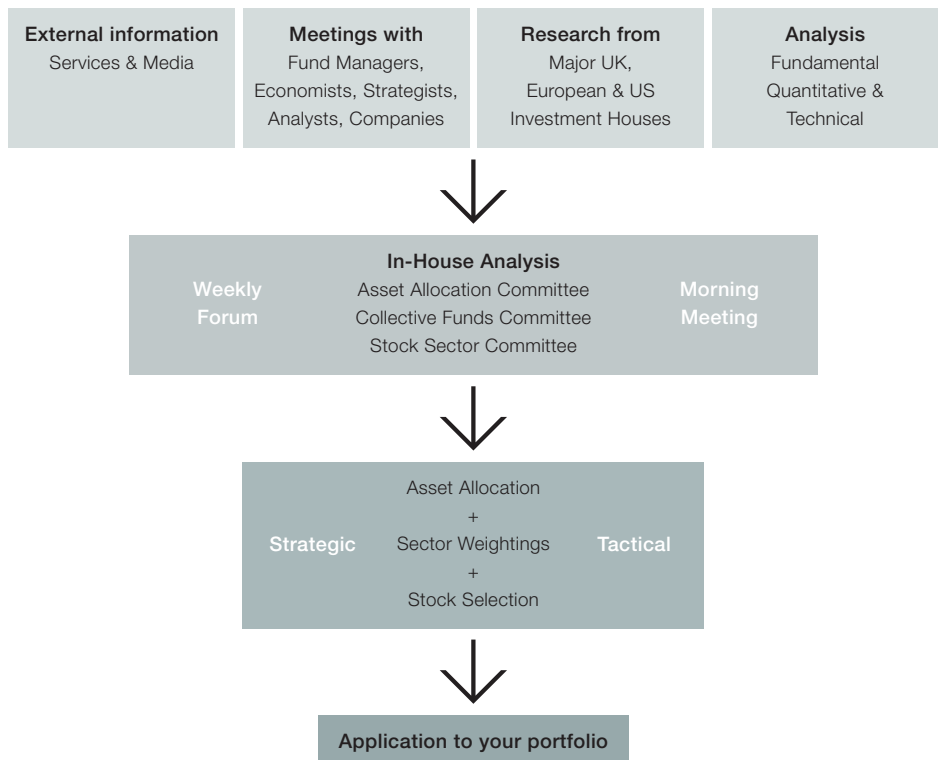 External information
Services & Media
Meetings with
Fund Managers,
Economists, Strategists,
Analysts, Companies
Research from
Major UK,
European & US
Investment Houses
Analysis
Fundamental
Quantitative &
Technical
Weekly
Forum
In-House Analysis
Asset Allocation Committee
Collective Funds Committee
Stock Sector Committee
Morning
Meeting
Strategic
Asset Allocation
+
Sector Weightings
+
Stock Selection
Tactical
Application to your portfolio